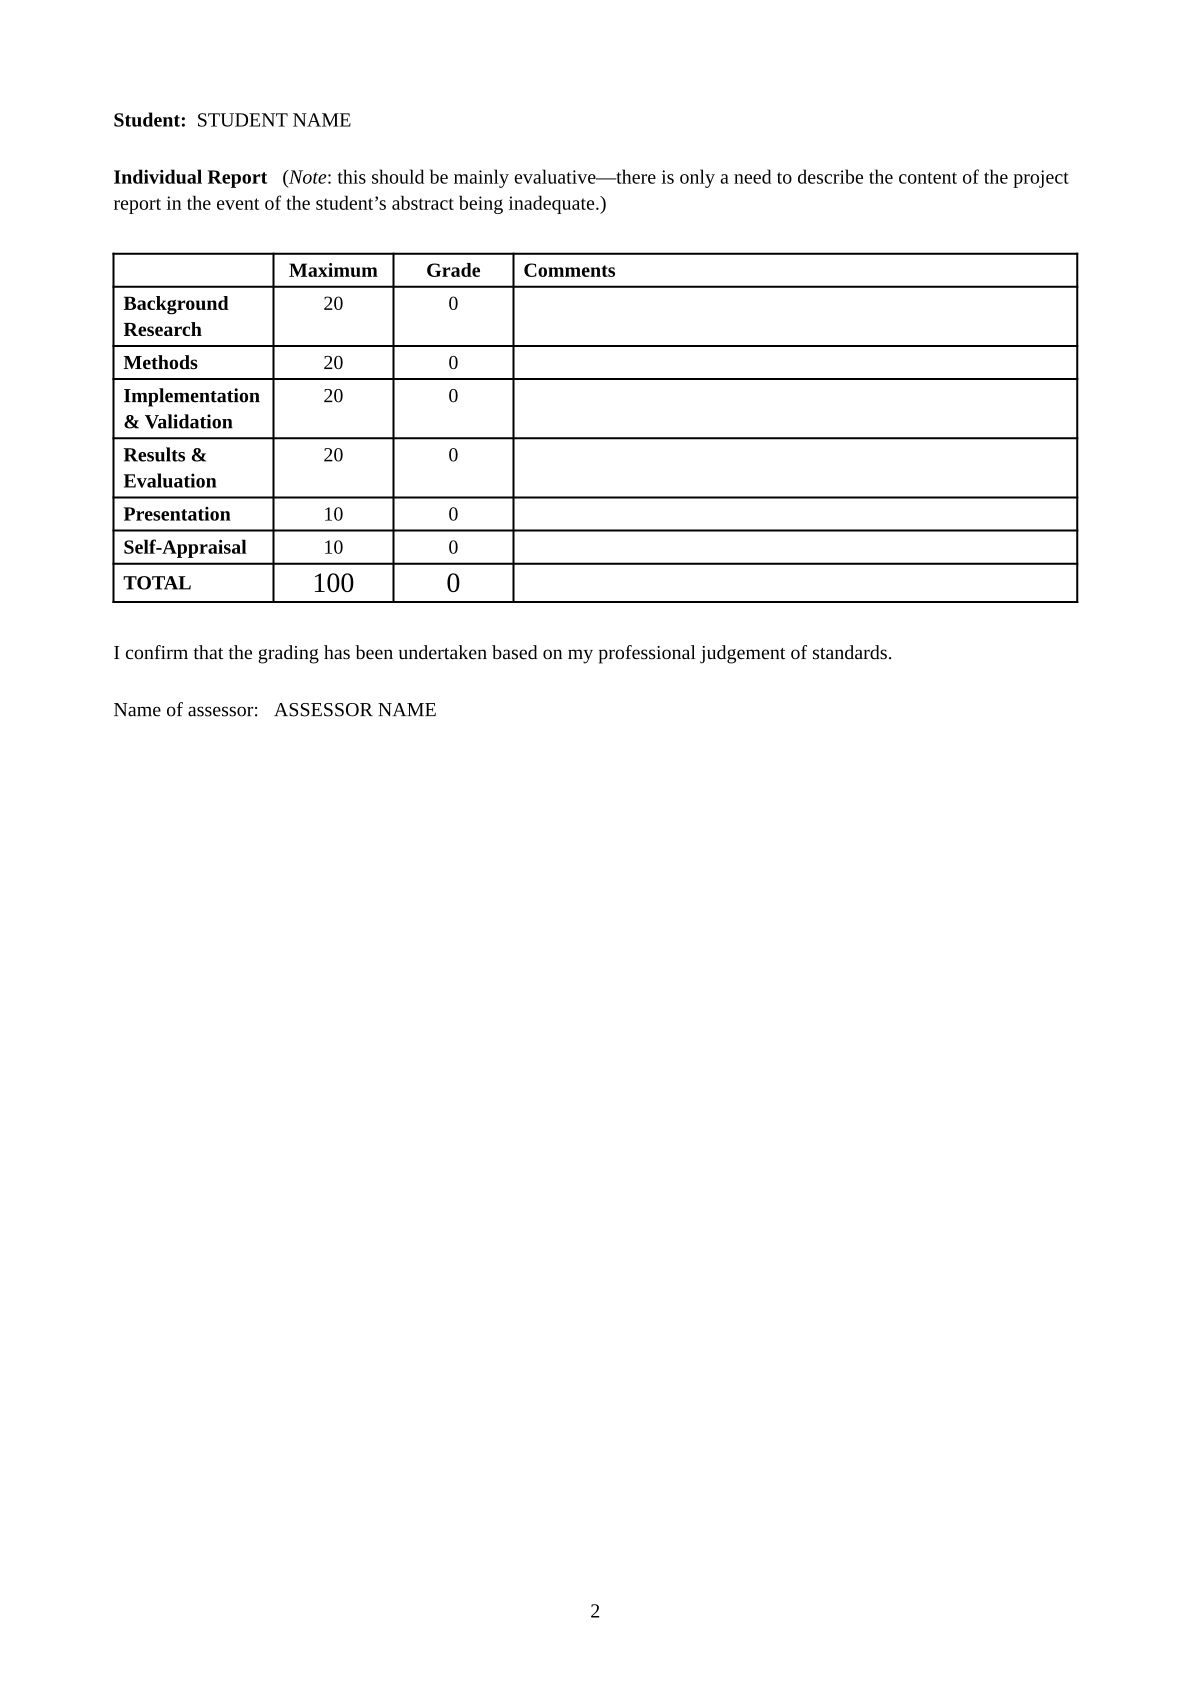 Student: STUDENT NAME
Individual Report (Note: this should be mainly evaluative—there is only a need to describe the content of the project
report in the event of the student’s abstract being inadequate.)
Maximum Grade Comments
Background 20 0
Research
Methods 20 0
Implementation 20 0
& Validation
Results & 20 0
Evaluation
Presentation 10 0
Self-Appraisal 10 0
TOTAL 100 0
I confirm that the grading has been undertaken based on my professional judgement of standards.
Name of assessor: ASSESSOR NAME
2